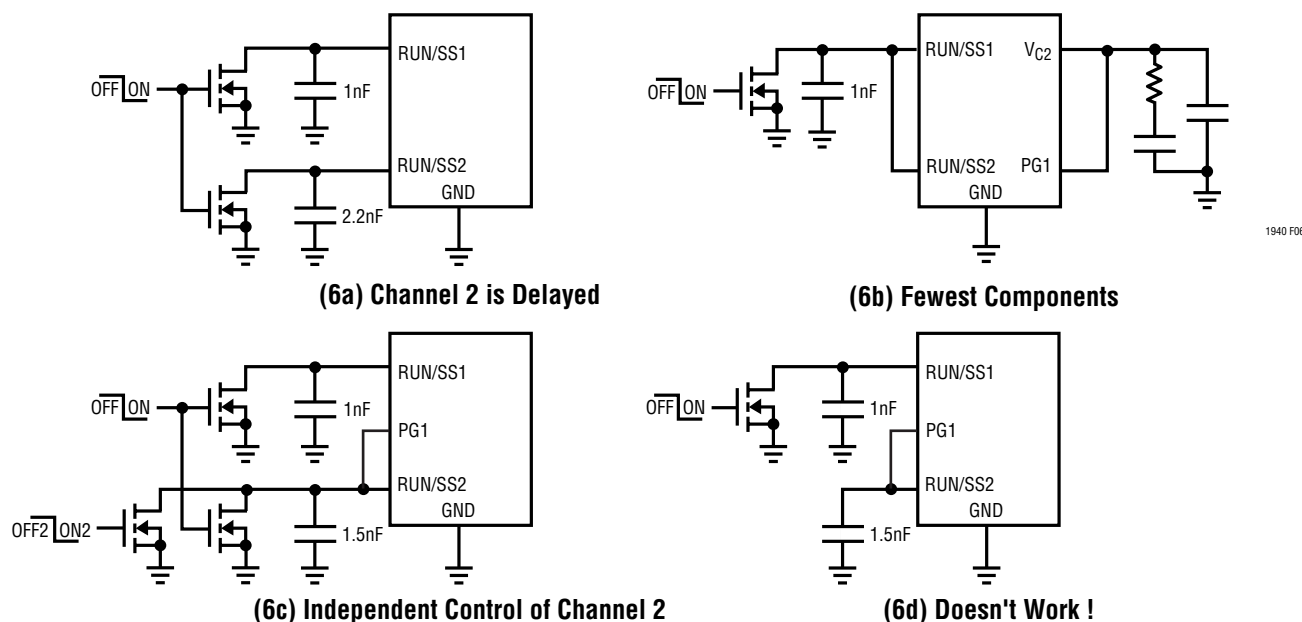 RUN/SS1
OFF ON
1nF
RUN/SS2
GND
2.2nF
(6a) Channel 2 is Delayed
RUN/SS1
VC2
OFF ON
1nF
RUN/SS2
PG1
GND
1940 F06
(6b) Fewest Components
RUN/SS1
OFF ON
1nF
PG1
RUN/SS2
GND
OFF2 ON2
1.5nF
(6c) Independent Control of Channel 2
RUN/SS1
OFF ON
1nF
PG1
RUN/SS2
GND
1.5nF
(6d) Doesn't Work !